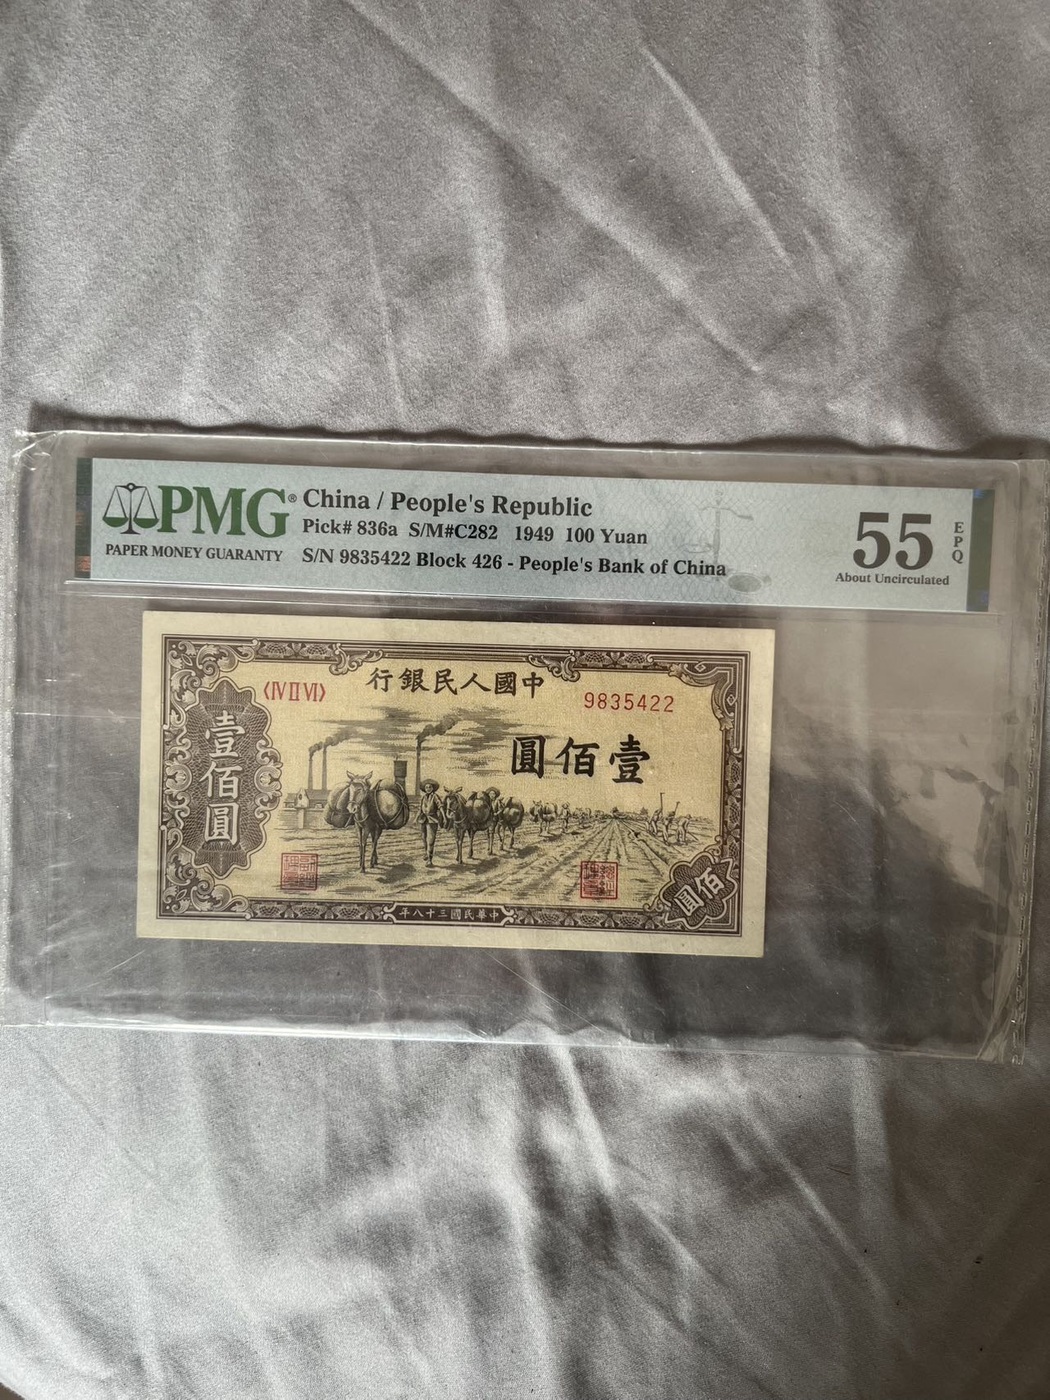 PMG®
PAPER MONEY GUARANTY
China / People's Republic
Pick# 836a S/M#C282 1949 100 Yuan
S/N 9835422 Block 426 - People's Bank of China
55
EPQ
About Uncirculated
行銀民人國中
〈IV II VI〉
9835422
圓佰壹
壹佰圓
佰圓
年八十三國民華中